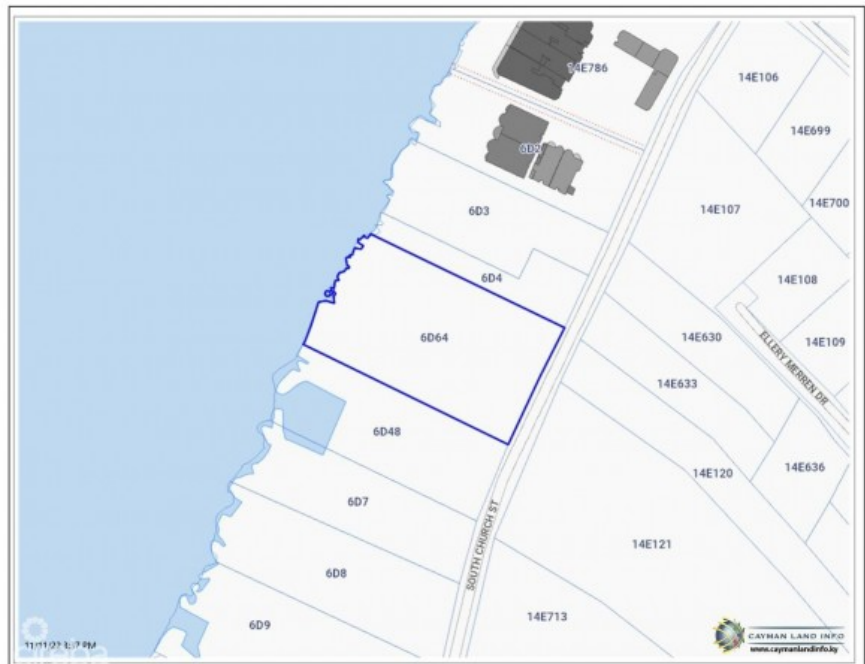 14E786
14E106
14E699
6D2
14E700
6D3
14E107
6D4
14E108
6D64
14E630
14E109
ELLERY MERREN DR
14E633
6D48
14E120
14E636
6D7
SOUTH CHURCH ST
14E121
6D8
14E713
6D9
CAYMAN LAND INFO
www.caymanlandinfo.ky